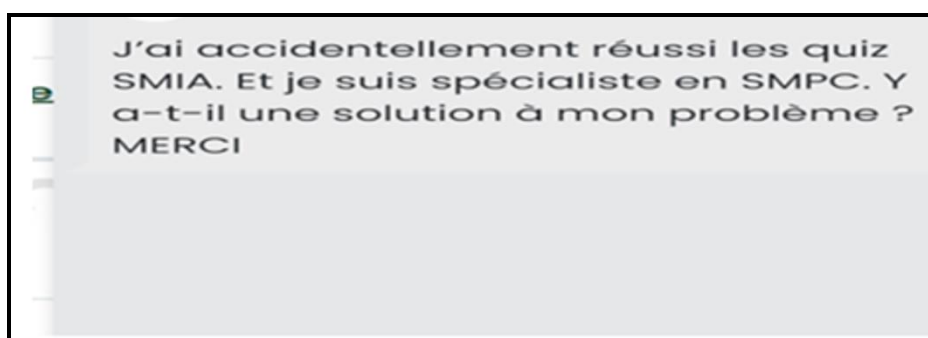 J'ai accidentellement réussi les quiz
SMIA. Et je suis spécialiste en SMPC. Y
a-t-il une solution à mon problème ?
MERCI